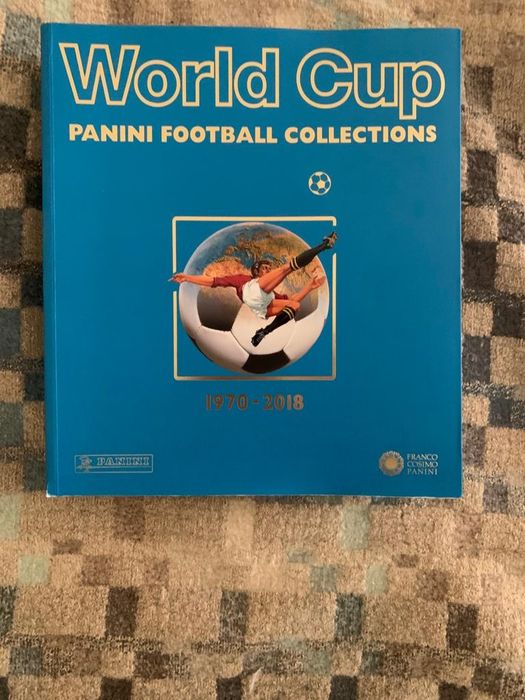 World Cup
PANINI FOOTBALL COLLECTIONS
1970-2018
PANINI
FRANCO
COSIMO
PANINI